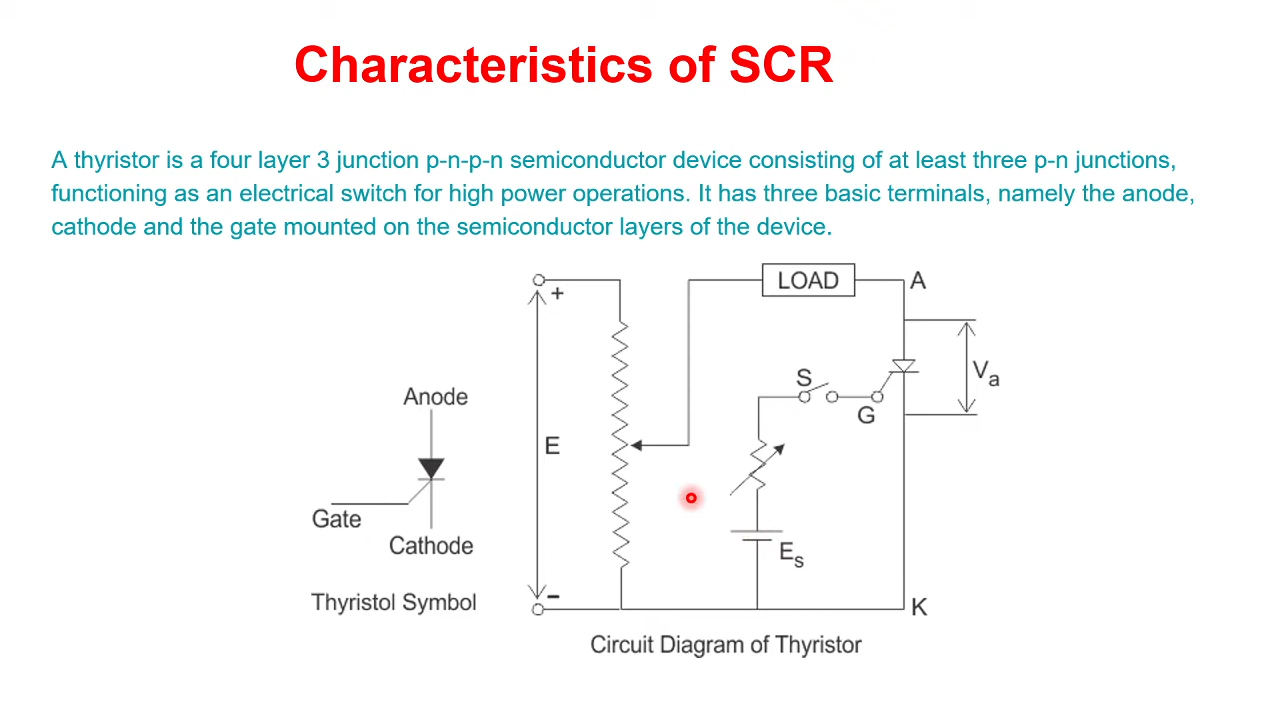 Characteristics of SCR
A thyristor is a four layer 3 junction p-n-p-n semiconductor device consisting of at least three p-n junctions,
functioning as an electrical switch for high power operations. It has three basic terminals, namely the anode,
cathode and the gate mounted on the semiconductor layers of the device.
LOAD
A
+
S
Va
Anode
G
E
Gate
Cathode
Es
Thyristol Symbol
–
K
Circuit Diagram of Thyristor